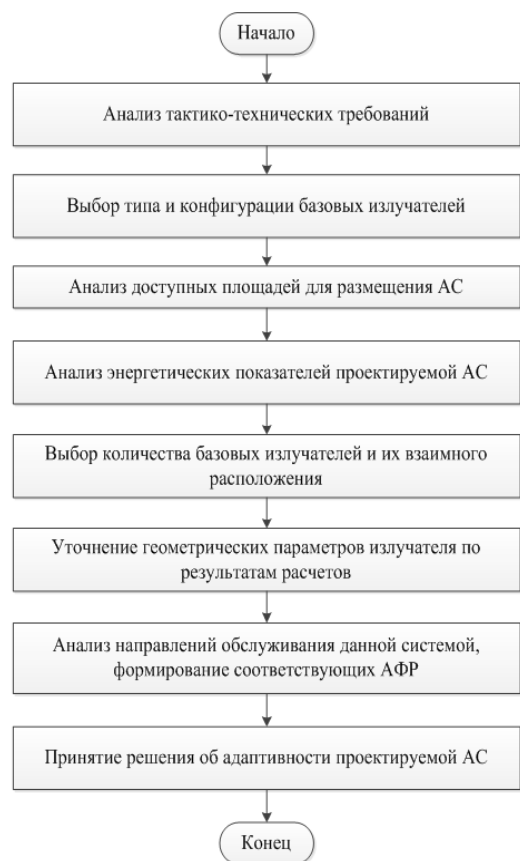 Начало
Анализ тактико-технических требований
Выбор типа и конфигурации базовых излучателей
Анализ доступных площадей для размещения АС
Анализ энергетических показателей проектируемой АС
Выбор количества базовых излучателей и их взаимного
расположения
Уточнение геометрических параметров излучателя по
результатам расчетов
Анализ направлений обслуживания данной системой,
формирование соответствующих АФР
Принятие решения об адаптивности проектируемой АС
Конец